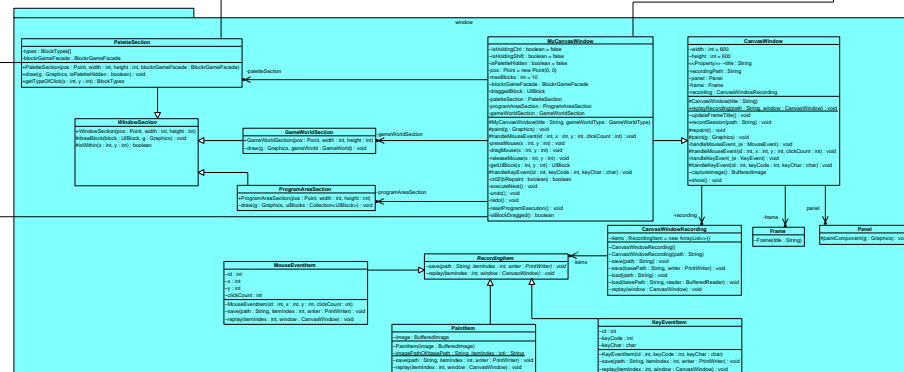 window
PaletteSection
-types : BlockTypes[]
-blockrGameFacade : BlockrGameFacade
+PaletteSection(pos : Point, width : int, height : int, blockrGameFacade : BlockrGameFacade)
+draw(g : Graphics, isPaletteHidden : boolean) : void
+getTypeOfClick(x : int, y : int) : BlockTypes
WindowSection
+WindowSection(pos : Point, width : int, height : int)
#drawBlock(block : UIBlock, g : Graphics) : void
#isWithin(x : int, y : int) : boolean
GameWorldSection
+GameWorldSection(pos : Point, width : int, height : int)
~draw(g : Graphics, gameWorld : GameWorld) : void
ProgramAreaSection
+ProgramAreaSection(pos : Point, width : int, height : int)
~draw(g : Graphics, uiBlocks : Collection<UIBlock>) : void
-paletteSection
-gameWorldSection
-programAreaSection
MyCanvasWindow
-isHoldingCtrl : boolean = false
-isHoldingShift : boolean = false
-isPaletteHidden : boolean = false
-pos : Point = new Point(0, 0)
-maxBlocks : int = 10
-blockrGameFacade : BlockrGameFacade
-draggedBlock : UIBlock
-paletteSection : PaletteSection
-programAreaSection : ProgramAreaSection
-gameWorldSection : GameWorldSection
#MyCanvasWindow(title : String, gameWorldType : GameWorldType)
#paint(g : Graphics) : void
#handleMouseEvent(id : int, x : int, y : int, clickCount : int) : void
-pressMouse(x : int, y : int) : void
-dragMouse(x : int, y : int) : void
-releaseMouse(x : int, y : int) : void
-getUIBlock(x : int, y : int) : UIBlock
#handleKeyEvent(id : int, keyCode : int, keyChar : char) : void
-ctrlZ(bRepaint : boolean) : boolean
-executeNext() : void
-undo() : void
-redo() : void
-resetProgramExecution() : void
-isBlockDragged() : boolean
CanvasWindow
~width : int = 600
~height : int = 600
<<Property>> ~title : String
-recordingPath : String
-panel : Panel
-frame : Frame
-recording : CanvasWindowRecording
#CanvasWindow(title : String)
+replayRecording(path : String, window : CanvasWindow) : void
-updateFrameTitle() : void
+recordSession(path : String) : void
#repaint() : void
#paint(g : Graphics) : void
-handleMouseEvent_(e : MouseEvent) : void
#handleMouseEvent(id : int, x : int, y : int, clickCount : int) : void
-handleKeyEvent_(e : KeyEvent) : void
#handleKeyEvent(id : int, keyCode : int, keyChar : char) : void
~captureImage() : BufferedImage
+show() : void
-recording
-frame
panel
CanvasWindowRecording
~items : RecordingItem = new ArrayList<>()
~CanvasWindowRecording()
~CanvasWindowRecording(path : String)
~save(path : String) : void
~save(basePath : String, writer : PrintWriter) : void
~load(path : String) : void
~load(basePath : String, reader : BufferedReader) : void
~replay(window : CanvasWindow) : void
Frame
~Frame(title : String)
Panel
#paintComponent(g : Graphics) : void
items
RecordingItem
~save(path : String, itemIndex : int, writer : PrintWriter) : void
~replay(itemIndex : int, window : CanvasWindow) : void
MouseEventItem
~id : int
~x : int
~y : int
~clickCount : int
~MouseEventItem(id : int, x : int, y : int, clickCount : int)
~save(path : String, itemIndex : int, writer : PrintWriter) : void
~replay(itemIndex : int, window : CanvasWindow) : void
PaintItem
~image : BufferedImage
~PaintItem(image : BufferedImage)
~imagePathOf(basePath : String, itemIndex : int) : String
~save(path : String, itemIndex : int, writer : PrintWriter) : void
~replay(itemIndex : int, window : CanvasWindow) : void
KeyEventItem
~id : int
~keyCode : int
~keyChar : char
~KeyEventItem(id : int, keyCode : int, keyChar : char)
~save(path : String, itemIndex : int, writer : PrintWriter) : void
~replay(itemIndex : int, window : CanvasWindow) : void